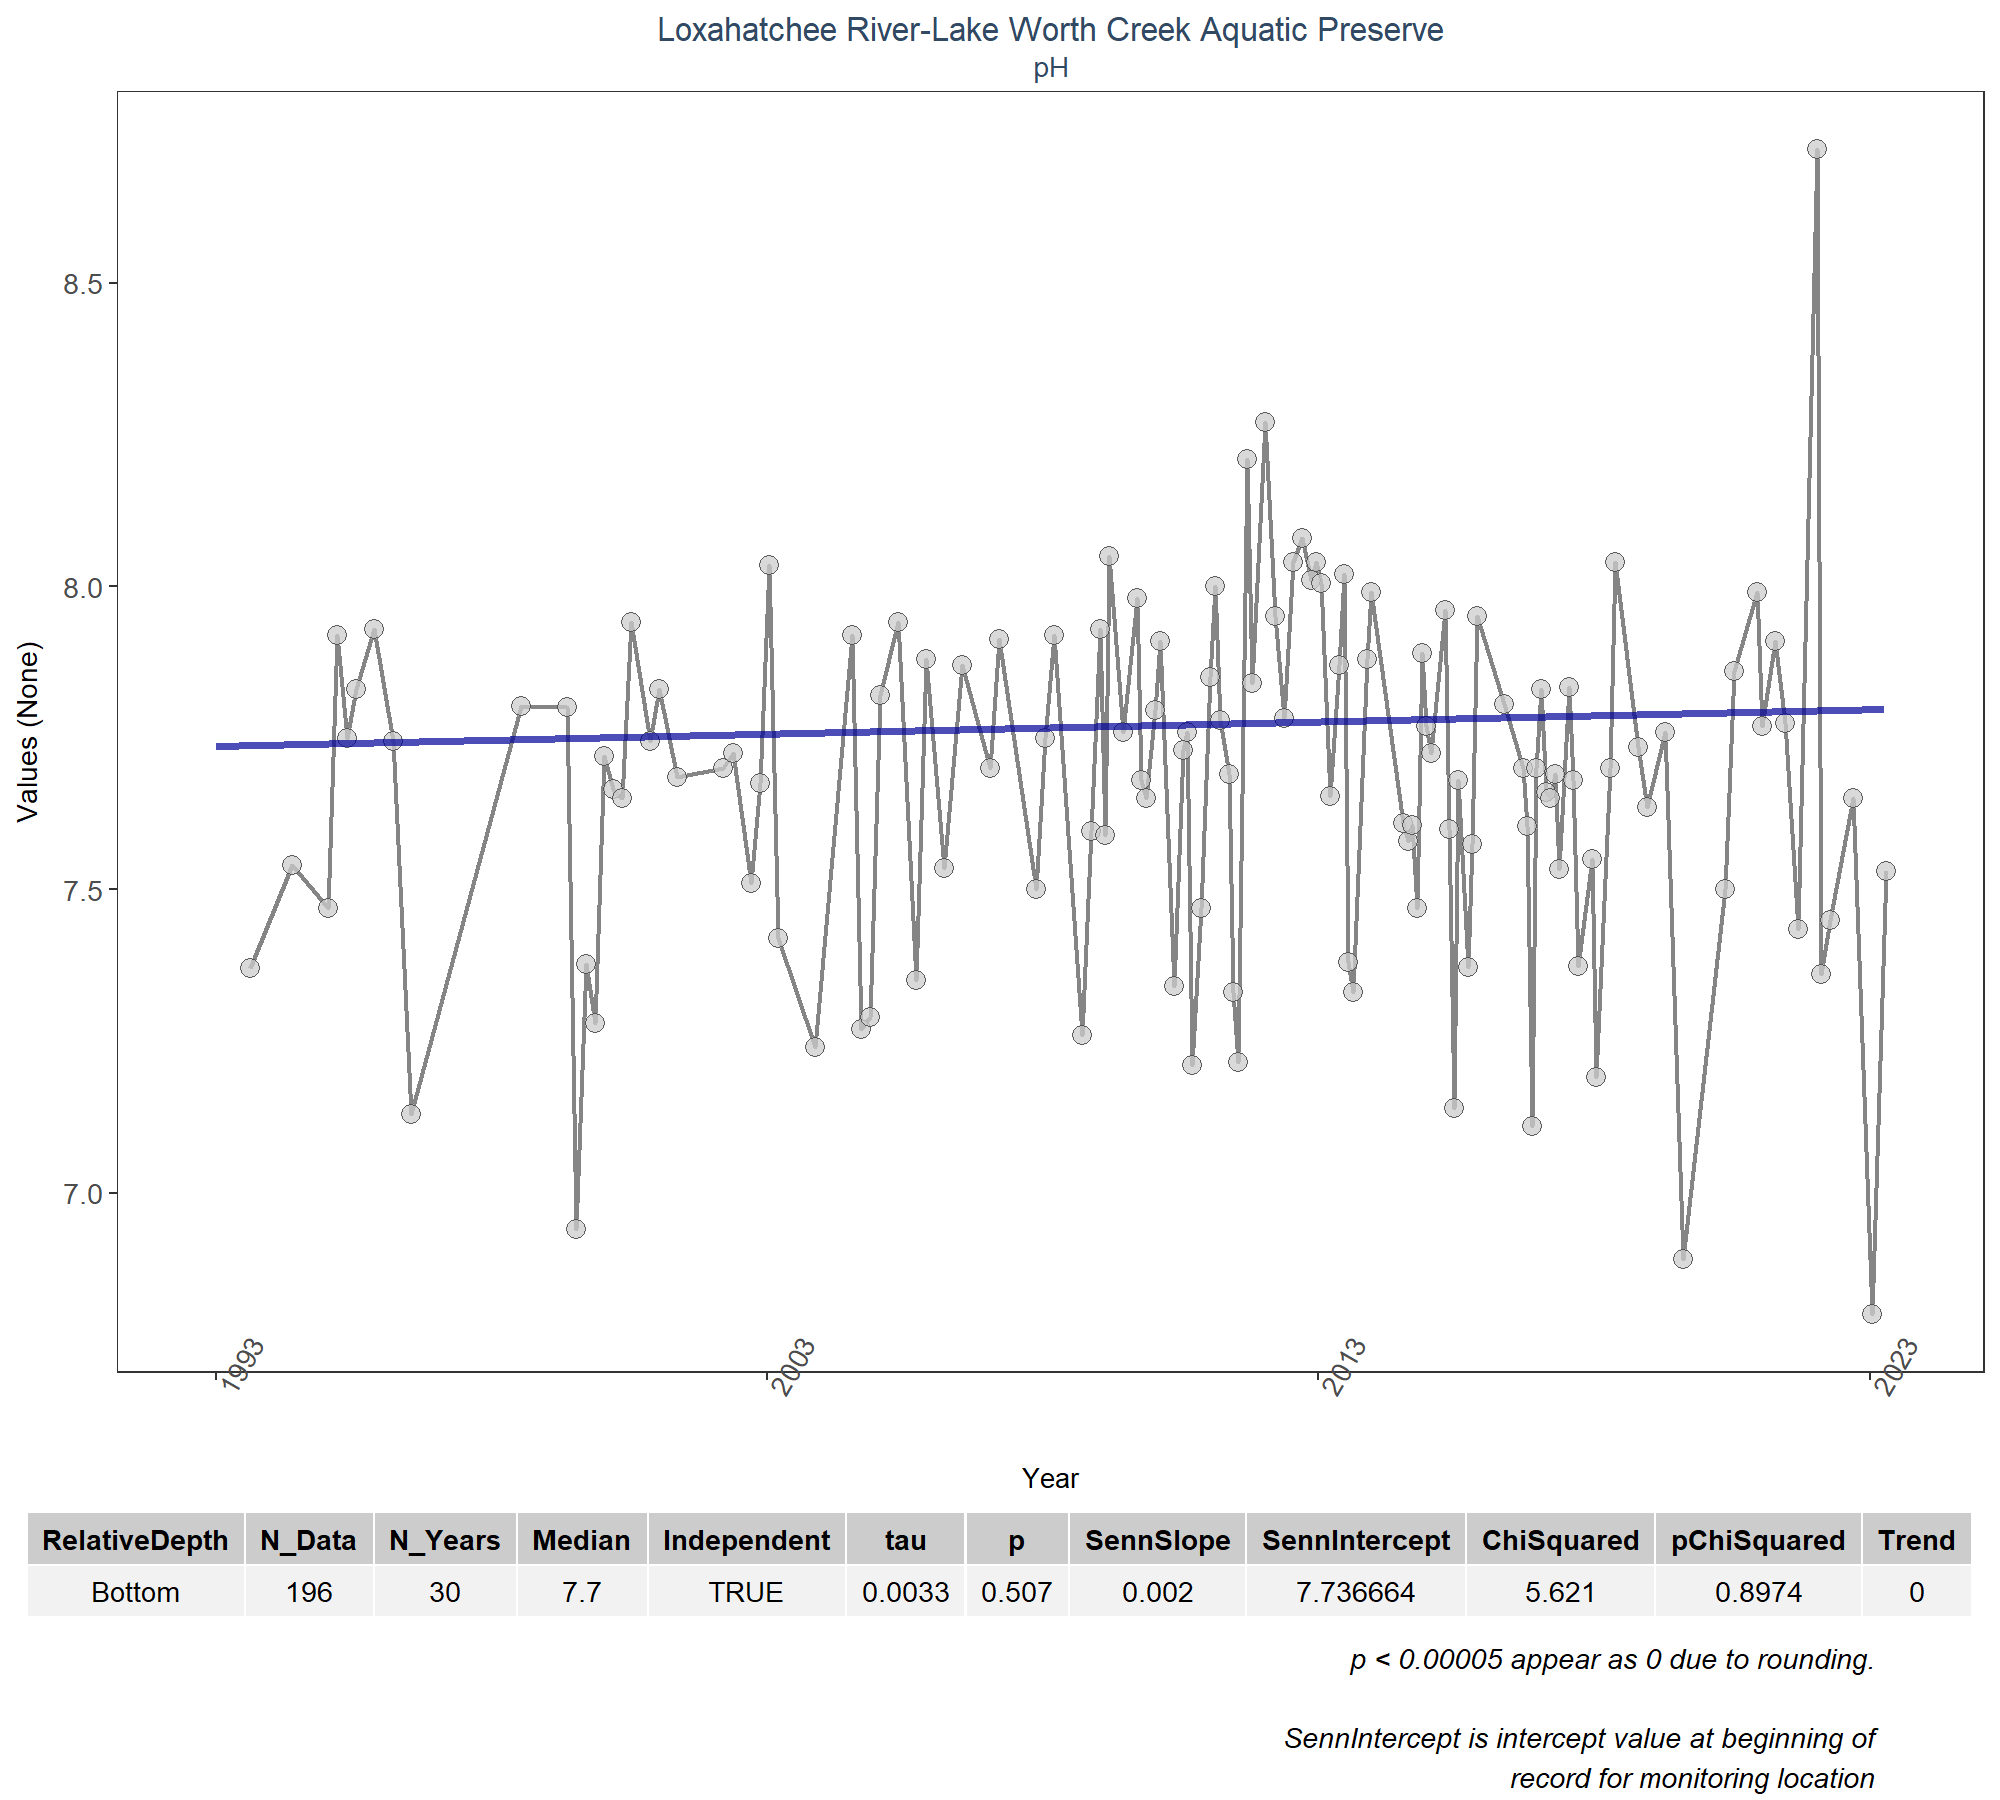 Loxahatchee River-Lake Worth Creek Aquatic Preserve
pH
Values (None)
8.5
8.0
7.5
7.0
1993
2003
2013
2023
Year
RelativeDepth N_Data N_Years Median Independent tau p SennSlope SennIntercept ChiSquared pChiSquared Trend
Bottom 196 30 7.7 TRUE 0.0033 0.507 0.002 7.736664 5.621 0.8974 0
p < 0.00005 appear as 0 due to rounding.
SennIntercept is intercept value at beginning of
record for monitoring location